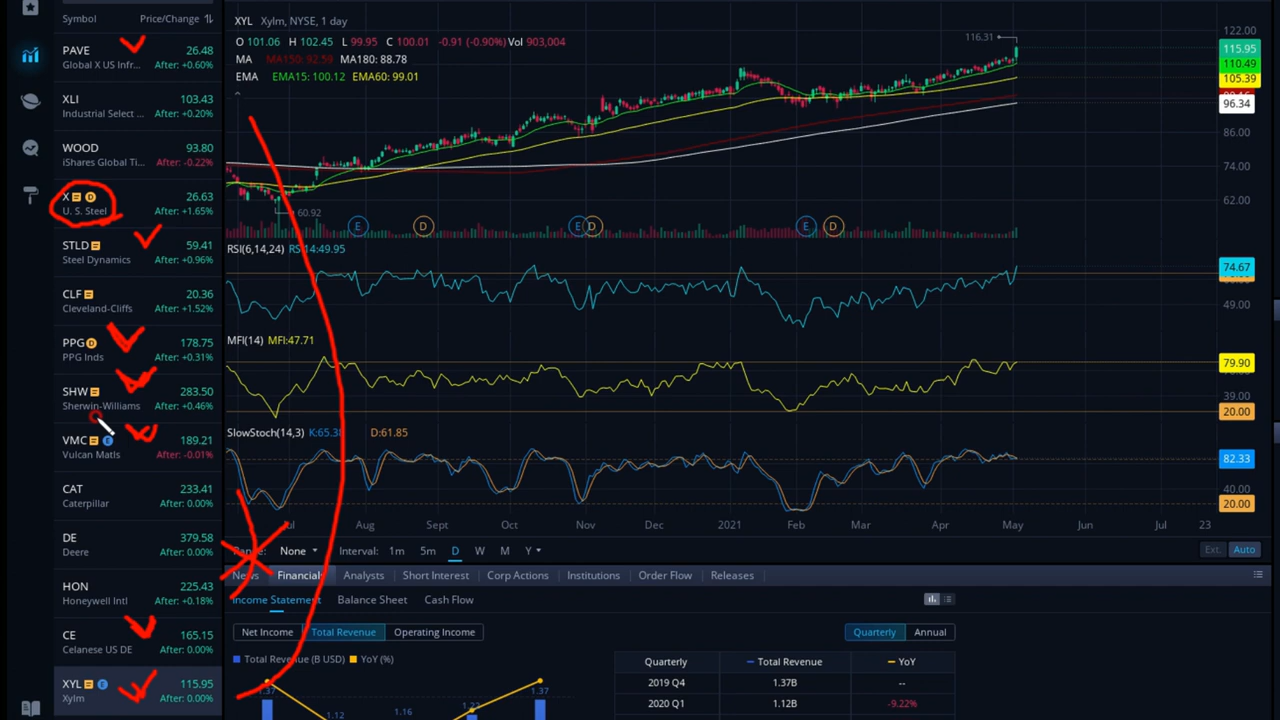 Symbol Price/Change
PAVE 26.48
Global X US Infr... After: +0.60%
XLI 103.43
Industrial Select ... After: +0.20%
WOOD 93.80
iShares Global Ti... After: -0.22%
X D 26.63
U. S. Steel After: +1.65%
STLD 59.41
Steel Dynamics After: +0.96%
CLF 20.36
Cleveland-Cliffs After: +1.52%
PPG D 178.75
PPG Inds After: +0.31%
SHW 283.50
Sherwin-Williams After: +0.46%
VMC E 189.21
Vulcan Matls After: -0.01%
CAT 233.41
Caterpillar After: 0.00%
DE 379.58
Deere After: 0.00%
HON 225.43
Honeywell Intl After: +0.18%
CE 165.15
Celanese US DE After: 0.00%
XYL E 115.95
Xylm After: 0.00%
XYL Xylm, NYSE, 1 day
O 101.06 H 102.45 L 99.95 C 100.01 -0.91 (-0.90%) Vol 903,004
MA MA150: 92.59 MA180: 88.78
EMA EMA15: 100.12 EMA60: 99.01
116.31
122.00
115.95
110.49
105.39
96.34
86.00
74.00
62.00
60.92
E D E D E D
RSI(6,14,24) RSI14:49.95
74.67
49.00
MFI(14) MFI:47.71
79.90
39.00
20.00
SlowStoch(14,3) K:65.38 D:61.85
82.33
40.00
20.00
Jul Aug Sept Oct Nov Dec 2021 Feb Mar Apr May Jun Jul 23
Range: None Interval: 1m 5m D W M Y Ext. Auto
News Financials Analysts Short Interest Corp Actions Institutions Order Flow Releases
Income Statement Balance Sheet Cash Flow
Net Income Total Revenue Operating Income Quarterly Annual
Total Revenue (B USD) YoY (%)
1.37 1.12 1.16 1.22 1.37
Quarterly Total Revenue YoY
2019 Q4 1.37B --
2020 Q1 1.12B -9.22%